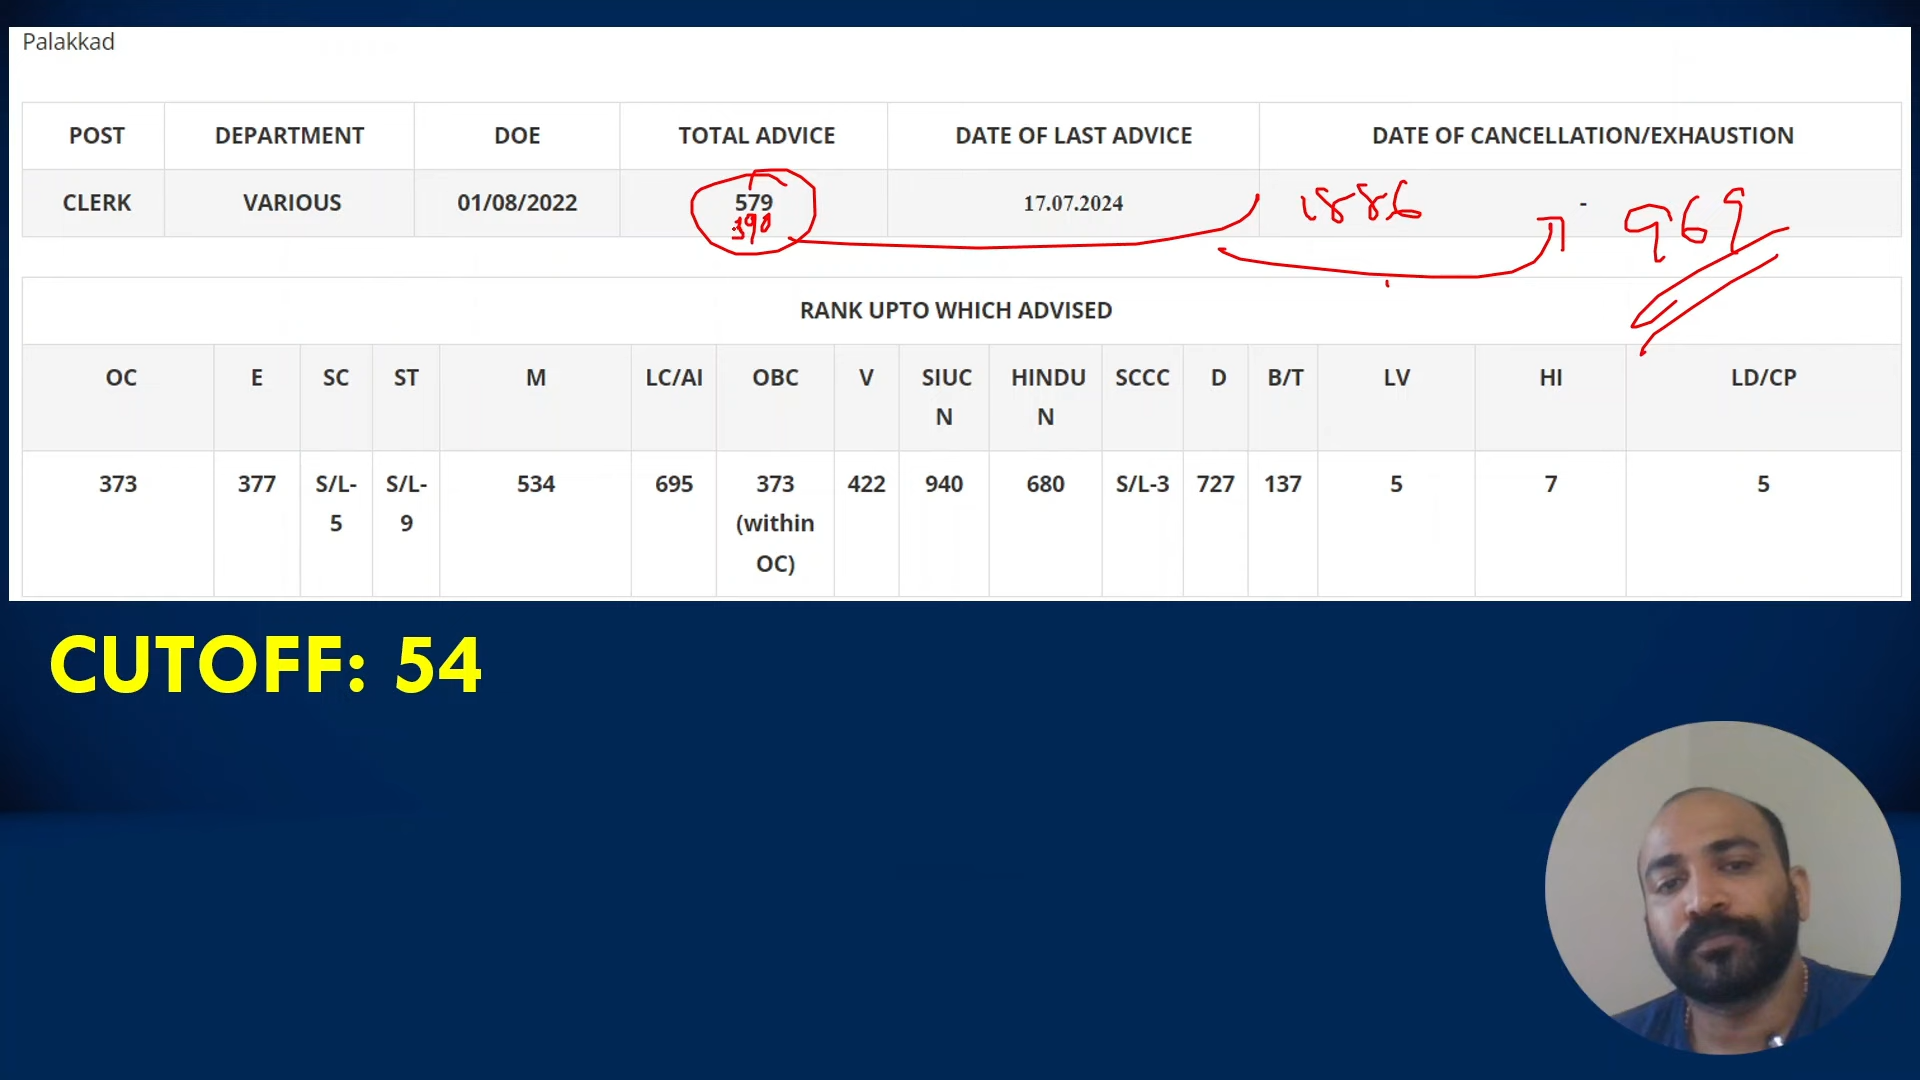 Palakkad
POST DEPARTMENT DOE TOTAL ADVICE DATE OF LAST ADVICE DATE OF CANCELLATION/EXHAUSTION
CLERK VARIOUS 01/08/2022 579 17.07.2024 -
390 1886 969
RANK UPTO WHICH ADVISED
OC E SC ST M LC/AI OBC V SIUC N HINDU N SCCC D B/T LV HI LD/CP
373 377 S/L-5 S/L-9 534 695 373 (within OC) 422 940 680 S/L-3 727 137 5 7 5
CUTOFF: 54